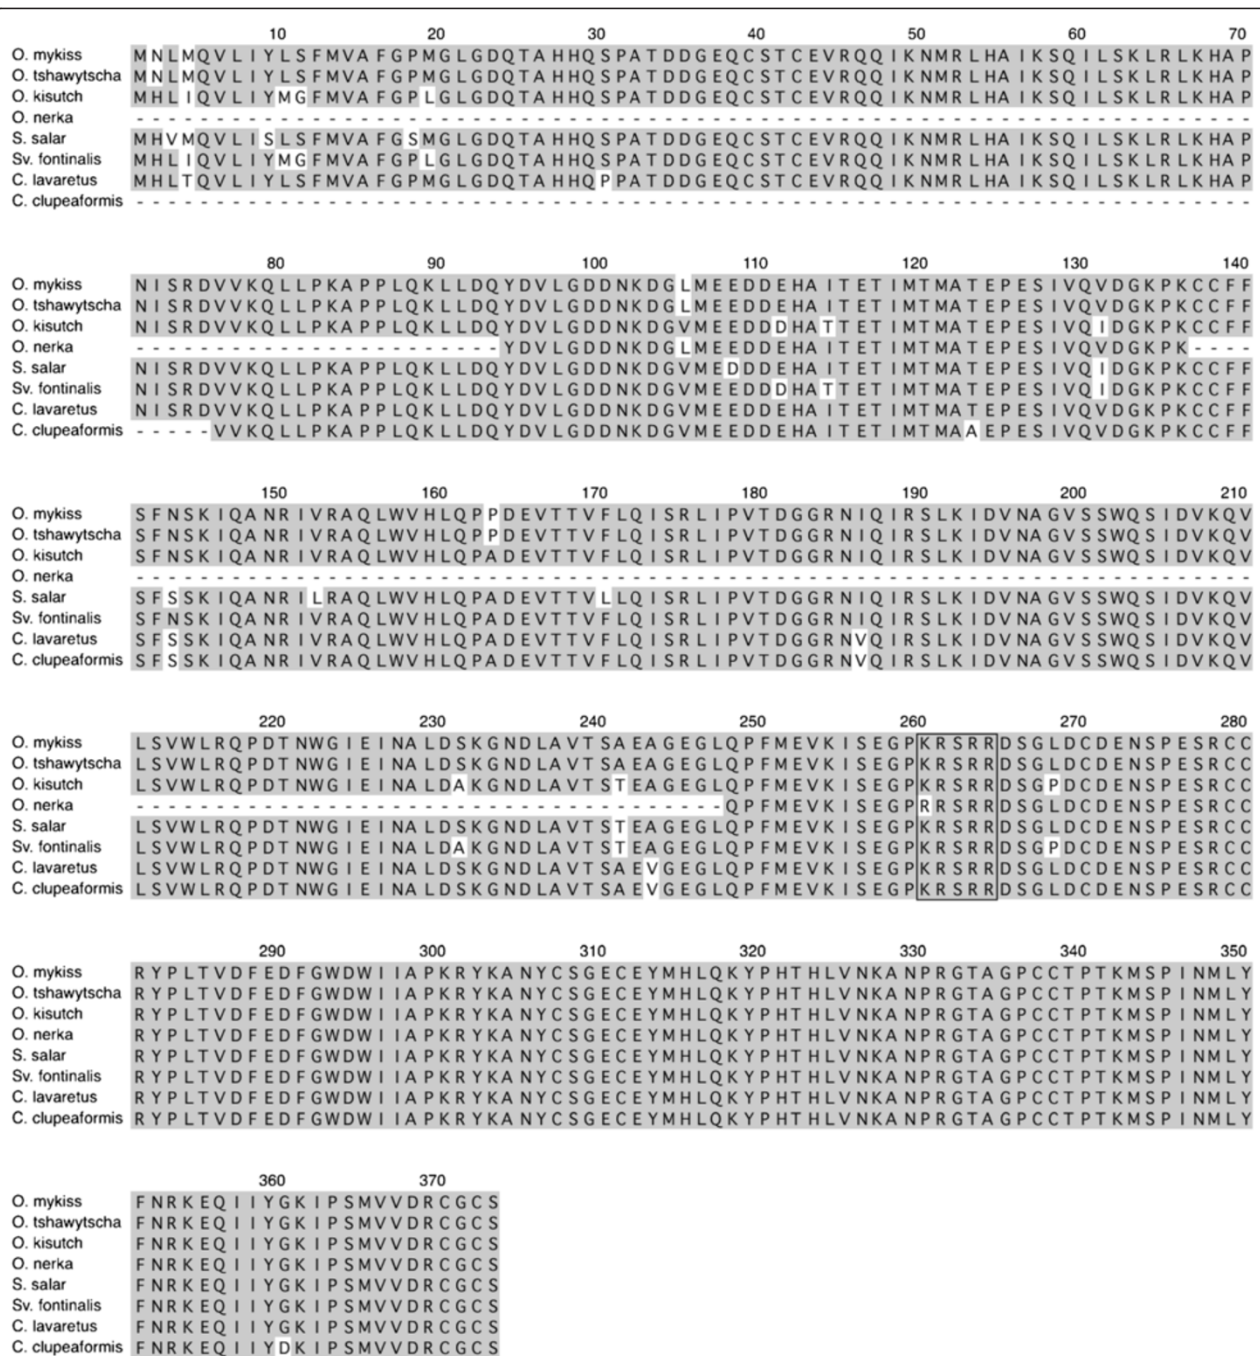 10 20 30 40 50 60 70
O. mykiss MNLMQVLIYLSFMVAFGPMGLGDQTAHHQSPATDDGEQCSTCEVRQQIKNMRLHAIKSQILSKLRLKHAP
O. tshawytscha MNLMQVLIYLSFMVAFGPMGLGDQTAHHQSPATDDGEQCSTCEVRQQIKNMRLHAIKSQILSKLRLKHAP
O. kisutch MHLIQVLIYMGFMVAFGPLGLGDQTAHHQSPATDDGEQCSTCEVRQQIKNMRLHAIKSQILSKLRLKHAP
O. nerka ----------------------------------------------------------------------
S. salar MHVMQVLISLSFMVAFGSMGLGDQTAHHQSPATDDGEQCSTCEVRQQIKNMRLHAIKSQILSKLRLKHAP
Sv. fontinalis MHLIQVLIYMGFMVAFGPLGLGDQTAHHQSPATDDGEQCSTCEVRQQIKNMRLHAIKSQILSKLRLKHAP
C. lavaretus MHLTQVLIYLSFMVAFGPMGLGDQTAHHQPPATDDGEQCSTCEVRQQIKNMRLHAIKSQILSKLRLKHAP
C. clupeaformis ----------------------------------------------------------------------
80 90 100 110 120 130 140
O. mykiss NISRDVVKQLLPKAPPLQKLLDQYDVLGDDNKDGLMEEDDEHAITETIMTMATEPESIVQVDGKPKCCFF
O. tshawytscha NISRDVVKQLLPKAPPLQKLLDQYDVLGDDNKDGLMEEDDEHAITETIMTMATEPESIVQVDGKPKCCFF
O. kisutch NISRDVVKQLLPKAPPLQKLLDQYDVLGDDNKDGVMEEDDDHATTETIMTMATEPESIVQIDGKPKCCFF
O. nerka -----------------------YDVLGDDNKDGLMEEDDEHAITETIMTMATEPESIVQVDGKPK----
S. salar NISRDVVKQLLPKAPPLQKLLDQYDVLGDDNKDGVMEDDDEHAITETIMTMATEPESIVQIDGKPKCCFF
Sv. fontinalis NISRDVVKQLLPKAPPLQKLLDQYDVLGDDNKDGVMEEDDDHATTETIMTMATEPESIVQIDGKPKCCFF
C. lavaretus NISRDVVKQLLPKAPPLQKLLDQYDVLGDDNKDGVMEEDDEHAITETIMTMATEPESIVQVDGKPKCCFF
C. clupeaformis -----VVKQLLPKAPPLQKLLDQYDVLGDDNKDGVMEEDDEHAITETIMTMAAEPESIVQVDGKPKCCFF
150 160 170 180 190 200 210
O. mykiss SFNSKIQANRIVRAQLWVHLQPPDEVTTVFLQISRLIPVTDGGRNIQIRSLKIDVNAGVSSWQSIDVKQV
O. tshawytscha SFNSKIQANRIVRAQLWVHLQPPDEVTTVFLQISRLIPVTDGGRNIQIRSLKIDVNAGVSSWQSIDVKQV
O. kisutch SFNSKIQANRIVRAQLWVHLQPADEVTTVFLQISRLIPVTDGGRNIQIRSLKIDVNAGVSSWQSIDVKQV
O. nerka ----------------------------------------------------------------------
S. salar SFSSKIQANRILRAQLWVHLQPADEVTTVLLQISRLIPVTDGGRNIQIRSLKIDVNAGVSSWQSIDVKQV
Sv. fontinalis SFNSKIQANRIVRAQLWVHLQPADEVTTVFLQISRLIPVTDGGRNIQIRSLKIDVNAGVSSWQSIDVKQV
C. lavaretus SFSSKIQANRIVRAQLWVHLQPADEVTTVFLQISRLIPVTDGGRNVQIRSLKIDVNAGVSSWQSIDVKQV
C. clupeaformis SFSSKIQANRIVRAQLWVHLQPADEVTTVFLQISRLIPVTDGGRNVQIRSLKIDVNAGVSSWQSIDVKQV
220 230 240 250 260 270 280
O. mykiss LSVWLRQPDTNWGIEINALDSKGNDLAVTSAEAGEGLQPFMEVKISEGPKRSRRDSGLDCDENSPESRCC
O. tshawytscha LSVWLRQPDTNWGIEINALDSKGNDLAVTSAEAGEGLQPFMEVKISEGPKRSRRDSGLDCDENSPESRCC
O. kisutch LSVWLRQPDTNWGIEINALDAKGNDLAVTSTEAGEGLQPFMEVKISEGPKRSRRDSGPDCDENSPESRCC
O. nerka -------------------------------------QPFMEVKISEGPRRSRRDSGLDCDENSPESRCC
S. salar LSVWLRQPDTNWGIEINALDSKGNDLAVTSTEAGEGLQPFMEVKISEGPKRSRRDSGLDCDENSPESRCC
Sv. fontinalis LSVWLRQPDTNWGIEINALDAKGNDLAVTSTEAGEGLQPFMEVKISEGPKRSRRDSGPDCDENSPESRCC
C. lavaretus LSVWLRQPDTNWGIEINALDSKGNDLAVTSAEVGEGLQPFMEVKISEGPKRSRRDSGLDCDENSPESRCC
C. clupeaformis LSVWLRQPDTNWGIEINALDSKGNDLAVTSAEVGEGLQPFMEVKISEGPKRSRRDSGLDCDENSPESRCC
290 300 310 320 330 340 350
O. mykiss RYPLTVDFEDFGWDWIIAPKRYKANYCSGECEYMHLQKYPHTHLVNKANPRGTAGPCCTPTKMSPINMLY
O. tshawytscha RYPLTVDFEDFGWDWIIAPKRYKANYCSGECEYMHLQKYPHTHLVNKANPRGTAGPCCTPTKMSPINMLY
O. kisutch RYPLTVDFEDFGWDWIIAPKRYKANYCSGECEYMHLQKYPHTHLVNKANPRGTAGPCCTPTKMSPINMLY
O. nerka RYPLTVDFEDFGWDWIIAPKRYKANYCSGECEYMHLQKYPHTHLVNKANPRGTAGPCCTPTKMSPINMLY
S. salar RYPLTVDFEDFGWDWIIAPKRYKANYCSGECEYMHLQKYPHTHLVNKANPRGTAGPCCTPTKMSPINMLY
Sv. fontinalis RYPLTVDFEDFGWDWIIAPKRYKANYCSGECEYMHLQKYPHTHLVNKANPRGTAGPCCTPTKMSPINMLY
C. lavaretus RYPLTVDFEDFGWDWIIAPKRYKANYCSGECEYMHLQKYPHTHLVNKANPRGTAGPCCTPTKMSPINMLY
C. clupeaformis RYPLTVDFEDFGWDWIIAPKRYKANYCSGECEYMHLQKYPHTHLVNKANPRGTAGPCCTPTKMSPINMLY
360 370
O. mykiss FNRKEQIIYGKIPSMVVDRCGCS
O. tshawytscha FNRKEQIIYGKIPSMVVDRCGCS
O. kisutch FNRKEQIIYGKIPSMVVDRCGCS
O. nerka FNRKEQIIYGKIPSMVVDRCGCS
S. salar FNRKEQIIYGKIPSMVVDRCGCS
Sv. fontinalis FNRKEQIIYGKIPSMVVDRCGCS
C. lavaretus FNRKEQIIYGKIPSMVVDRCGCS
C. clupeaformis FNRKEQIIYDKIPSMVVDRCGCS